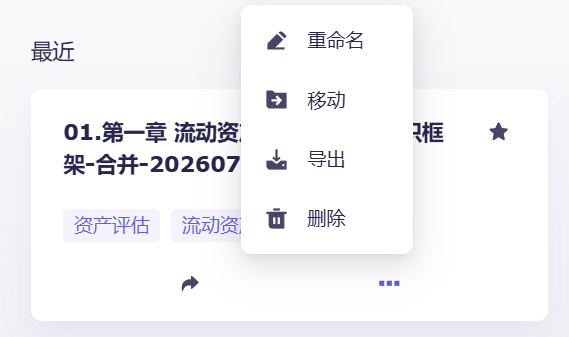 最近
重命名
移动
导出
删除
01.第一章 流动资 识框
架-合并-202607
资产评估 流动资